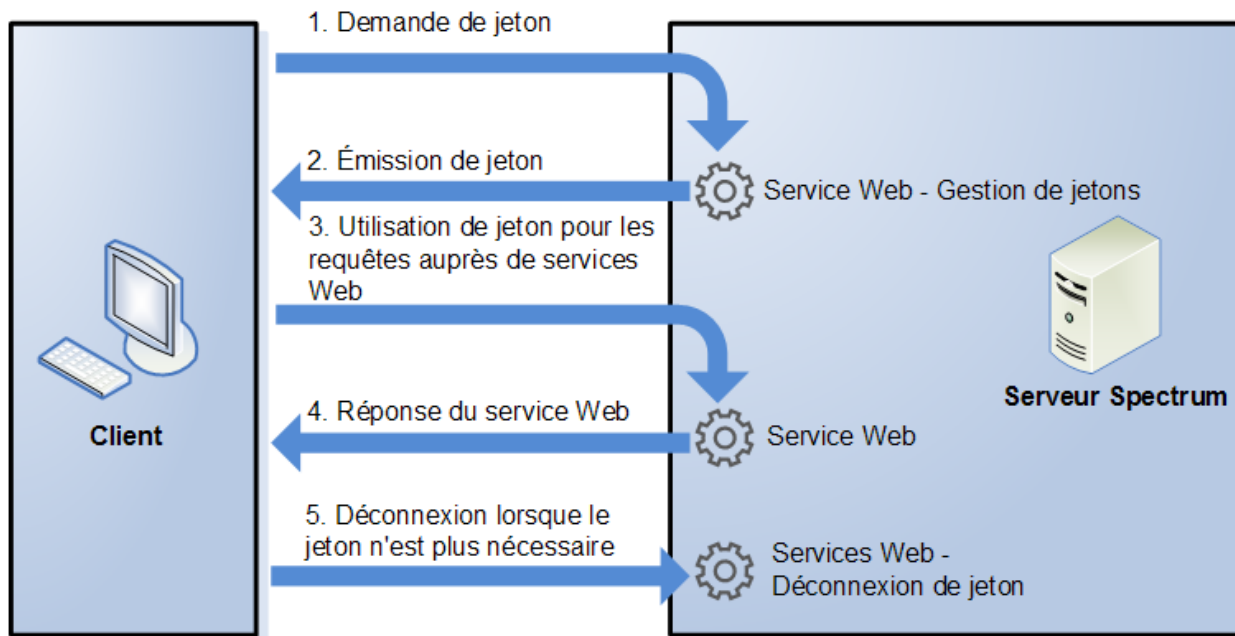 1. Demande de jeton
2. Émission de jeton
Service Web - Gestion de jetons
3. Utilisation de jeton pour les
requêtes auprès de services
Web
Serveur Spectrum
4. Réponse du service Web
Client
Service Web
5. Déconnexion lorsque le
jeton n'est plus nécessaire
Services Web -
Déconnexion de jeton